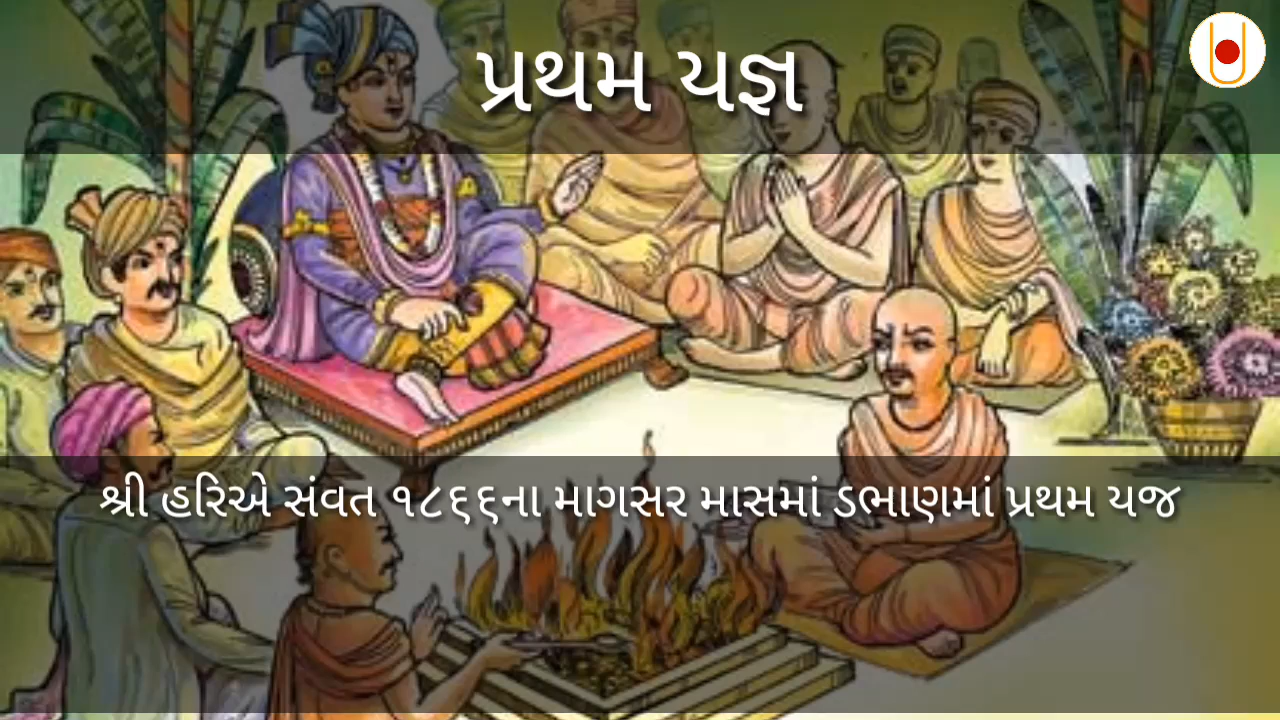 પ્રથમ યજ્ઞ
શ્રી હરિએ સંવત ૧૮૬૬ના માગસર માસમાં ડભાણમાં પ્રથમ યજ